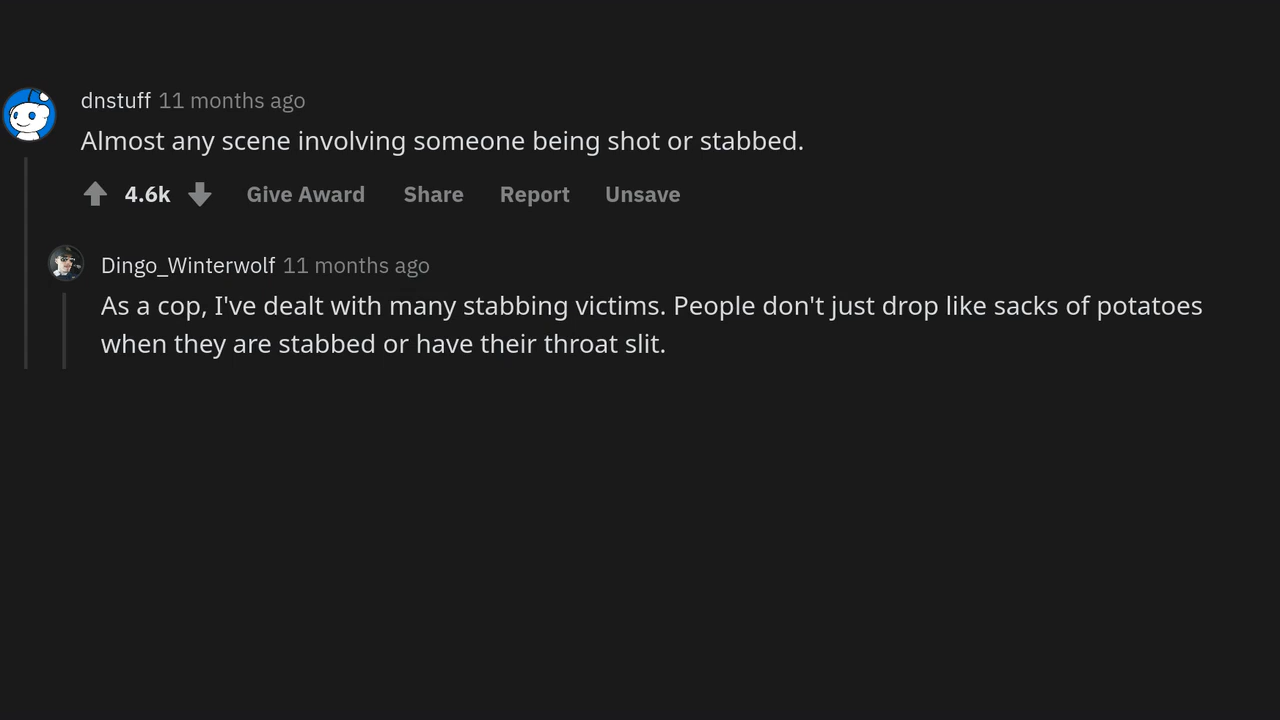 dnstuff 11 months ago
Almost any scene involving someone being shot or stabbed.
4.6k Give Award Share Report Unsave
Dingo_Winterwolf 11 months ago
As a cop, I've dealt with many stabbing victims. People don't just drop like sacks of potatoes
when they are stabbed or have their throat slit.